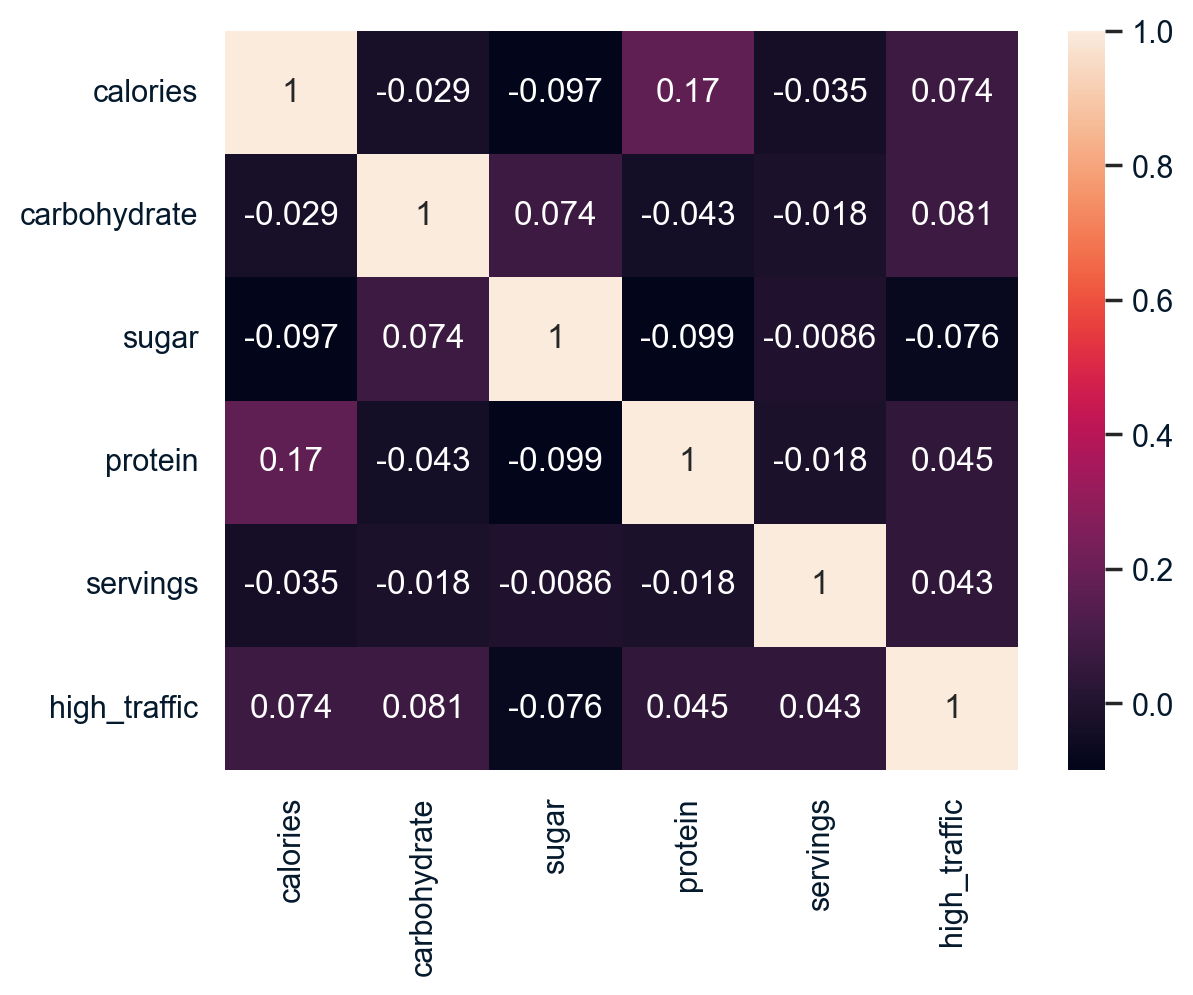 calories 1 -0.029 -0.097 0.17 -0.035 0.074
carbohydrate -0.029 1 0.074 -0.043 -0.018 0.081
sugar -0.097 0.074 1 -0.099 -0.0086 -0.076
protein 0.17 -0.043 -0.099 1 -0.018 0.045
servings -0.035 -0.018 -0.0086 -0.018 1 0.043
high_traffic 0.074 0.081 -0.076 0.045 0.043 1
calories carbohydrate sugar protein servings high_traffic
1.0
0.8
0.6
0.4
0.2
0.0